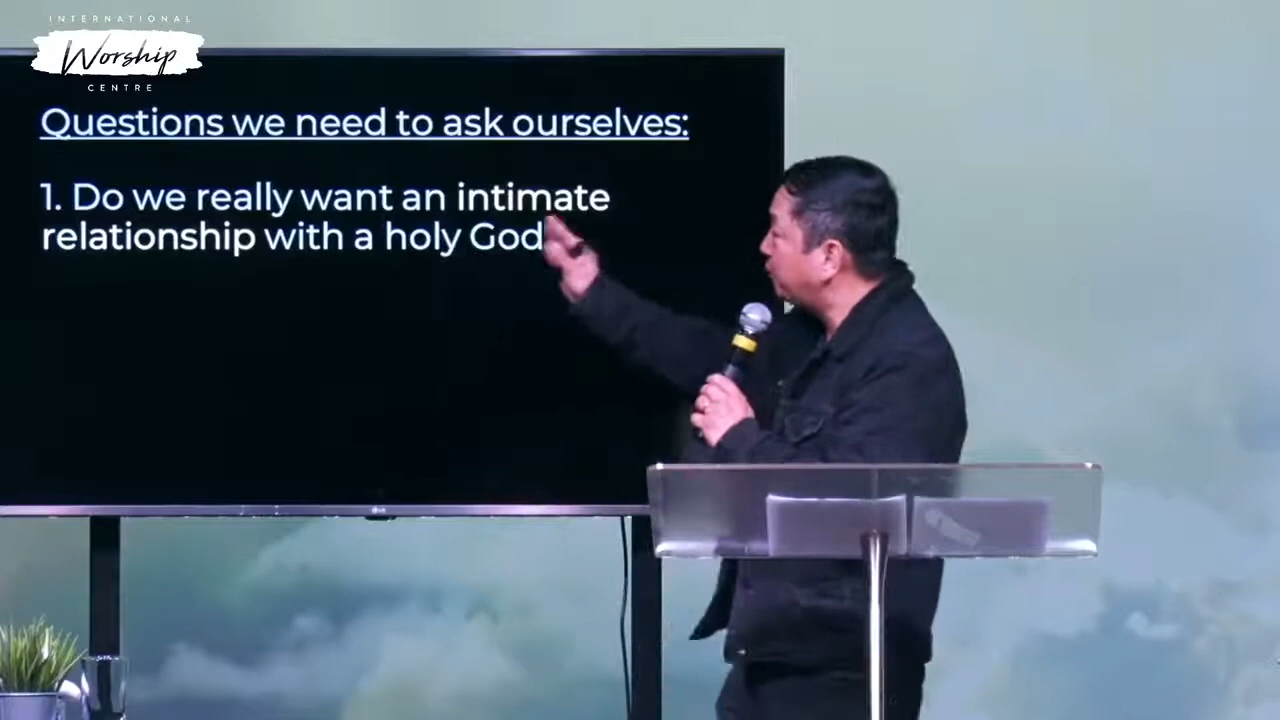 INTERNATIONAL
Worship
CENTRE
Questions we need to ask ourselves:
1. Do we really want an intimate
relationship with a holy God
LG